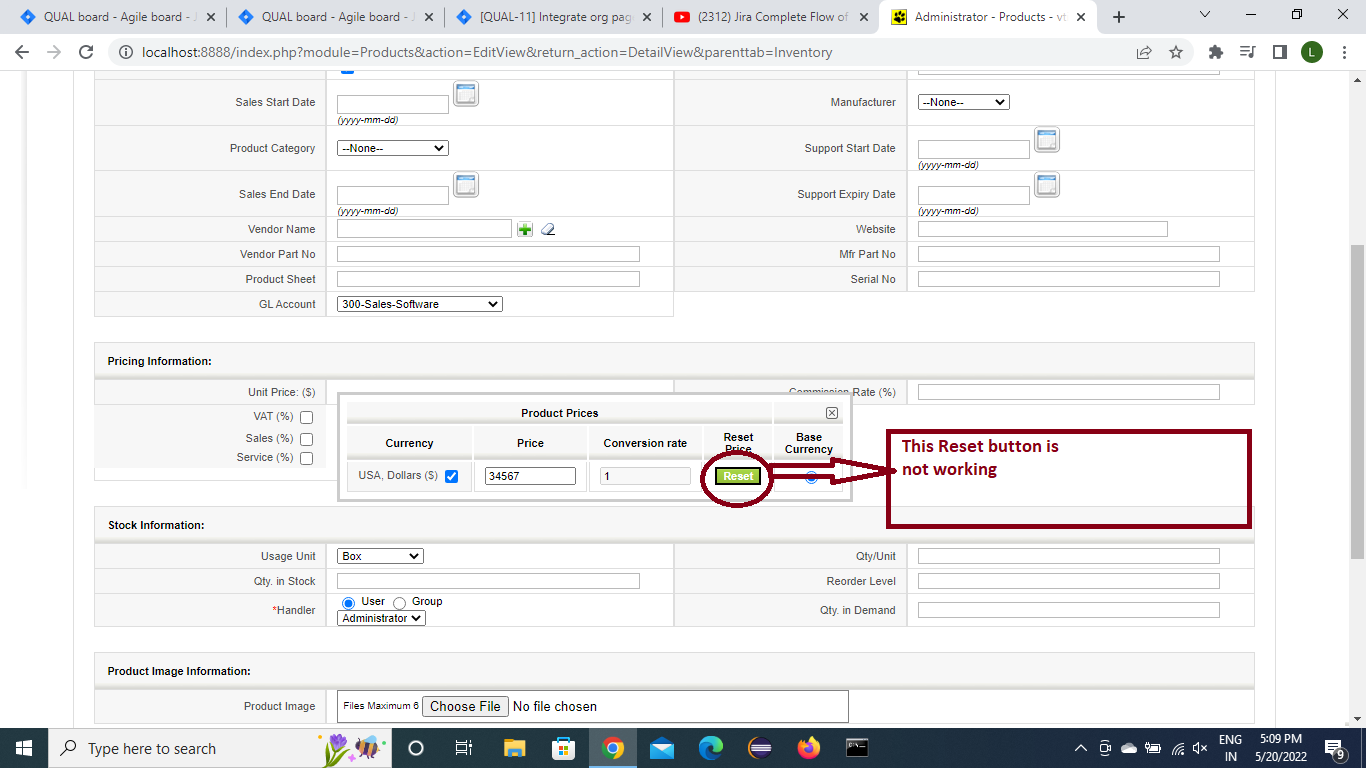 QUAL board - Agile board - J
QUAL board - Agile board - J
[QUAL-11] Integrate org pag
(2312) Jira Complete Flow of
Administrator - Products - vt
localhost:8888/index.php?module=Products&action=EditView&return_action=DetailView&parenttab=Inventory
L
Sales Start Date
(yyyy-mm-dd)
Manufacturer
--None--
Product Category
--None--
Support Start Date
(yyyy-mm-dd)
Sales End Date
(yyyy-mm-dd)
Support Expiry Date
(yyyy-mm-dd)
Vendor Name
Website
Vendor Part No
Mfr Part No
Product Sheet
Serial No
GL Account
300-Sales-Software
Pricing Information:
Unit Price: ($)
Commission Rate (%)
VAT (%)
Sales (%)
Service (%)
Product Prices
Currency
Price
Conversion rate
Reset
Price
Base
Currency
USA, Dollars ($)
34567
1
Reset
This Reset button is
not working
Stock Information:
Usage Unit
Box
Qty/Unit
Qty. in Stock
Reorder Level
*Handler
User
Group
Administrator
Qty. in Demand
Product Image Information:
Product Image
Files Maximum 6
Choose File
No file chosen
Type here to search
ENG
IN
5:09 PM
5/20/2022
9